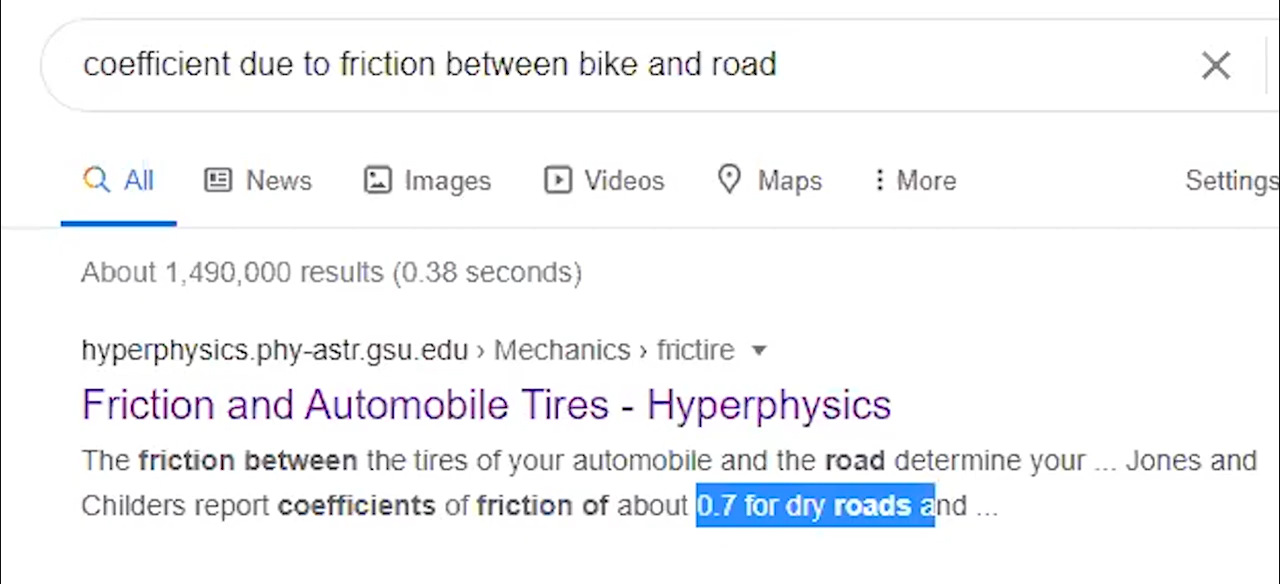 coefficient due to friction between bike and road
All News Images Videos Maps More Settings
About 1,490,000 results (0.38 seconds)
hyperphysics.phy-astr.gsu.edu › Mechanics › frictire
Friction and Automobile Tires - Hyperphysics
The friction between the tires of your automobile and the road determine your ... Jones and
Childers report coefficients of friction of about 0.7 for dry roads and ...